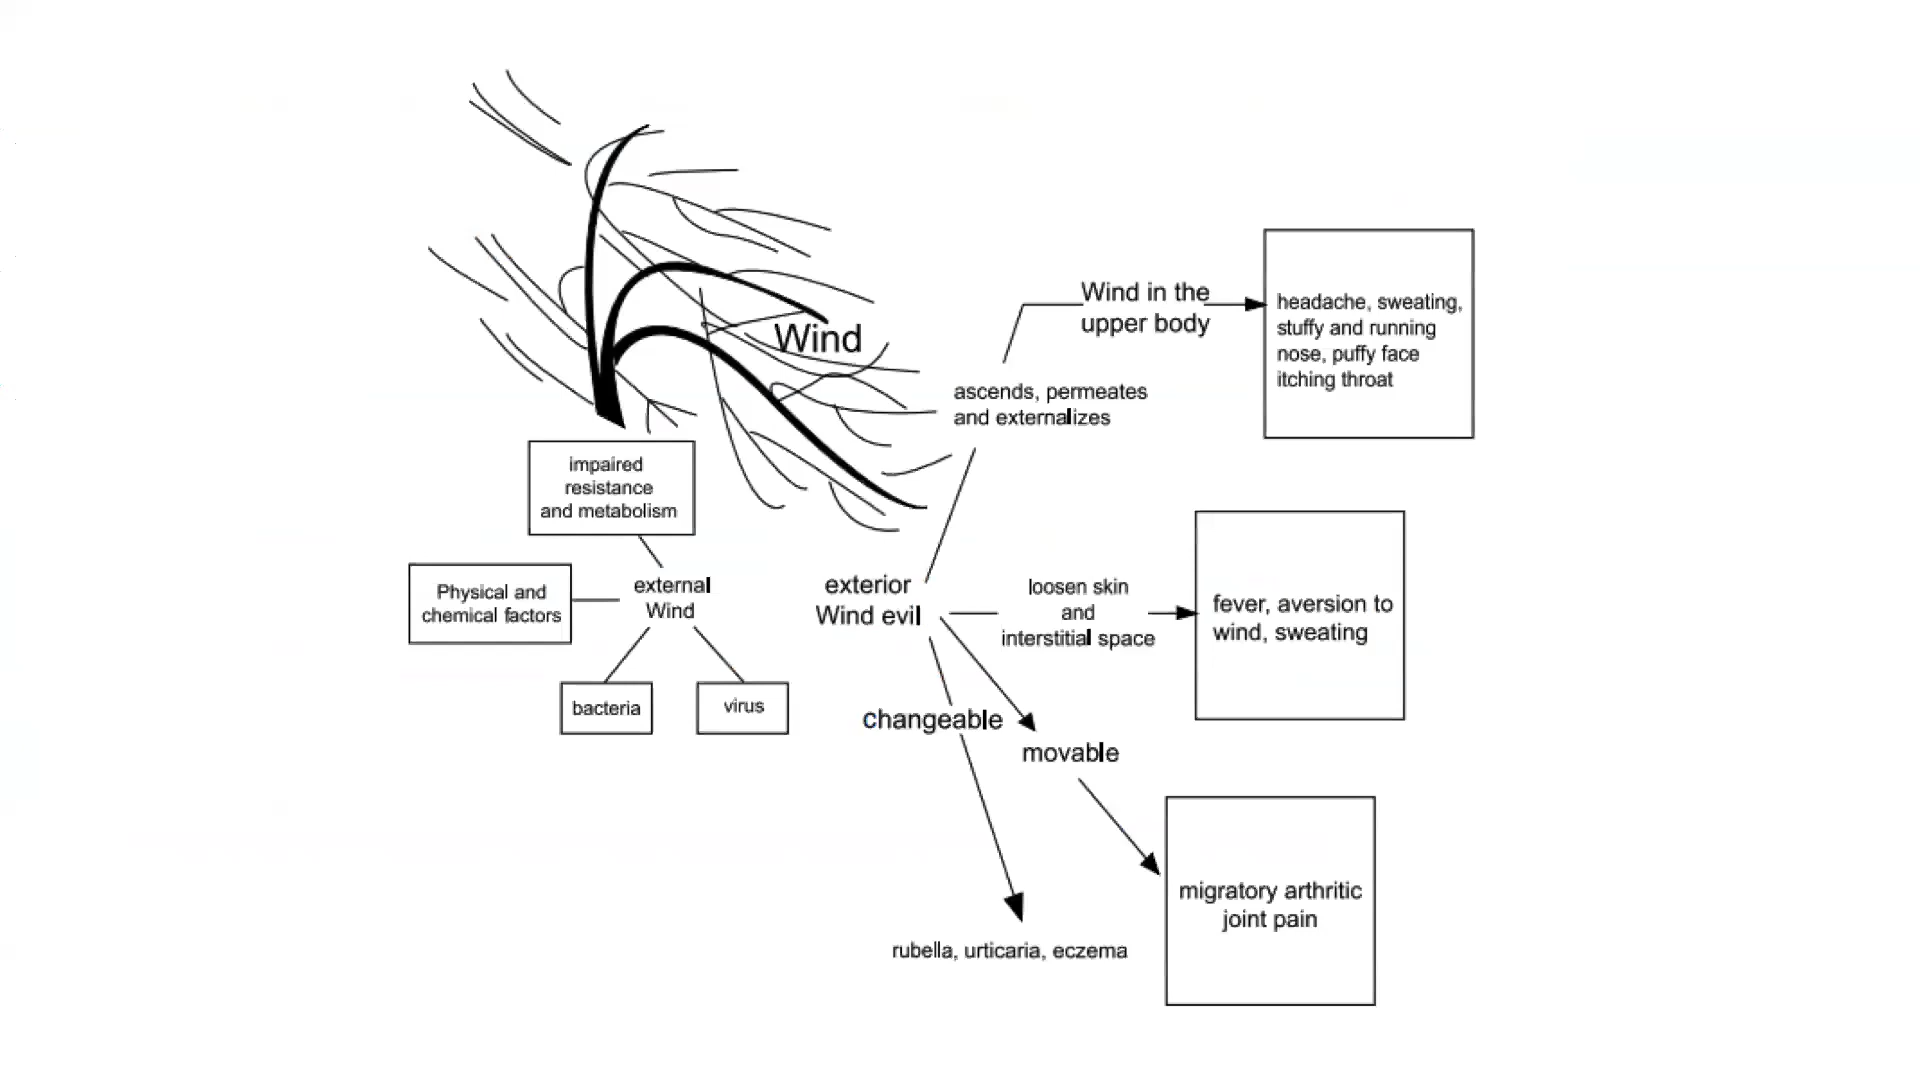 Wind
Wind in the
upper body
headache, sweating,
stuffy and running
nose, puffy face
itching throat
ascends, permeates
and externalizes
impaired
resistance
and metabolism
Physical and
chemical factors
external
Wind
bacteria
virus
exterior
Wind evil
loosen skin
and
interstitial space
fever, aversion to
wind, sweating
changeable
movable
migratory arthritic
joint pain
rubella, urticaria, eczema